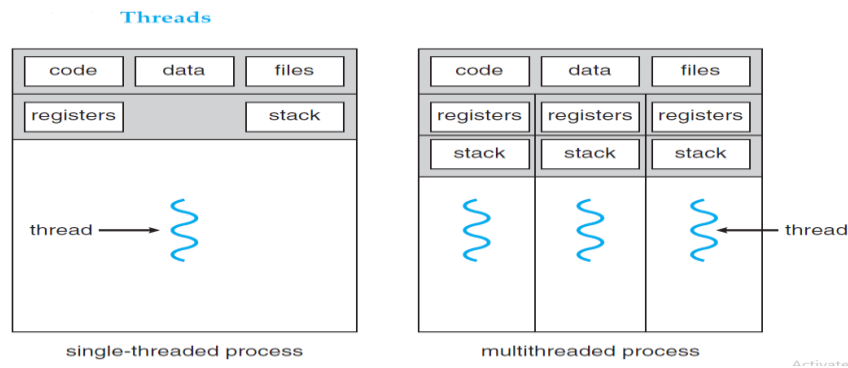 Threads
code data files code data files
registers stack registers registers registers
stack stack stack
thread thread
single-threaded process multithreaded process
Activate